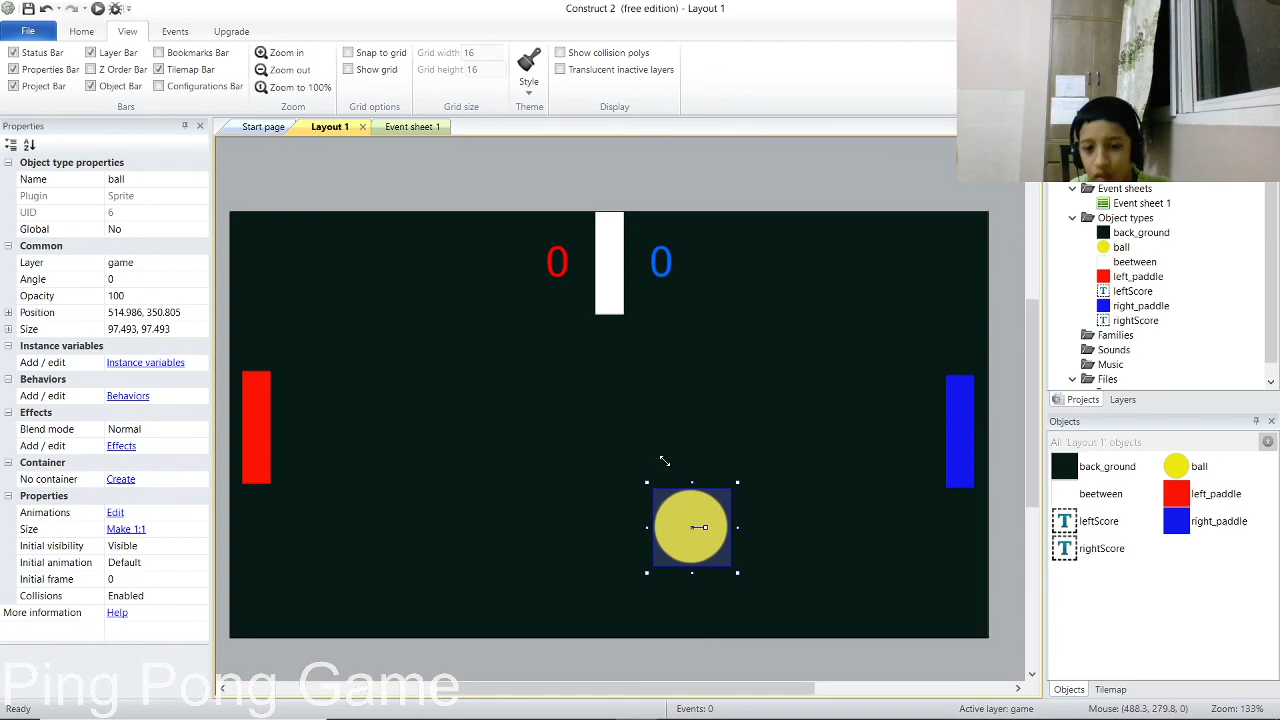 Construct 2 (free edition) - Layout 1
File Home View Events Upgrade
Status Bar Layer Bar Bookmarks Bar Zoom in Snap to grid Grid width 16 Show collision polys
Properties Bar Z Order Bar Tilemap Bar Zoom out Show grid Grid height 16 Translucent inactive layers
Project Bar Object Bar Configurations Bar Zoom to 100% Style
Bars Zoom Grid options Grid size Theme Display
Properties Start page Layout 1 Event sheet 1
Object type properties
Name ball
Plugin Sprite
UID 6
Global No
Common
Layer game
Angle 0
Opacity 100
Position 514.986, 350.805
Size 97.493, 97.493
Instance variables
Add / edit Instance variables
Behaviors
Add / edit Behaviors
Effects
Blend mode Normal
Add / edit Effects
Container
No container Create
Properties
Animations Edit
Size Make 1:1
Initial visibility Visible
Initial animation Default
Initial frame 0
Collisions Enabled
More information Help
0 0
Event sheets
Event sheet 1
Object types
back_ground
ball
beetween
left_paddle
leftScore
right_paddle
rightScore
Families
Sounds
Music
Files
Projects Layers
Objects
All 'Layout 1' objects
back_ground ball
beetween left_paddle
leftScore right_paddle
rightScore
Objects Tilemap
Ping Pong Game
Ready Events: 0 Active layer: game Mouse: (488.3, 279.8, 0) Zoom: 133%